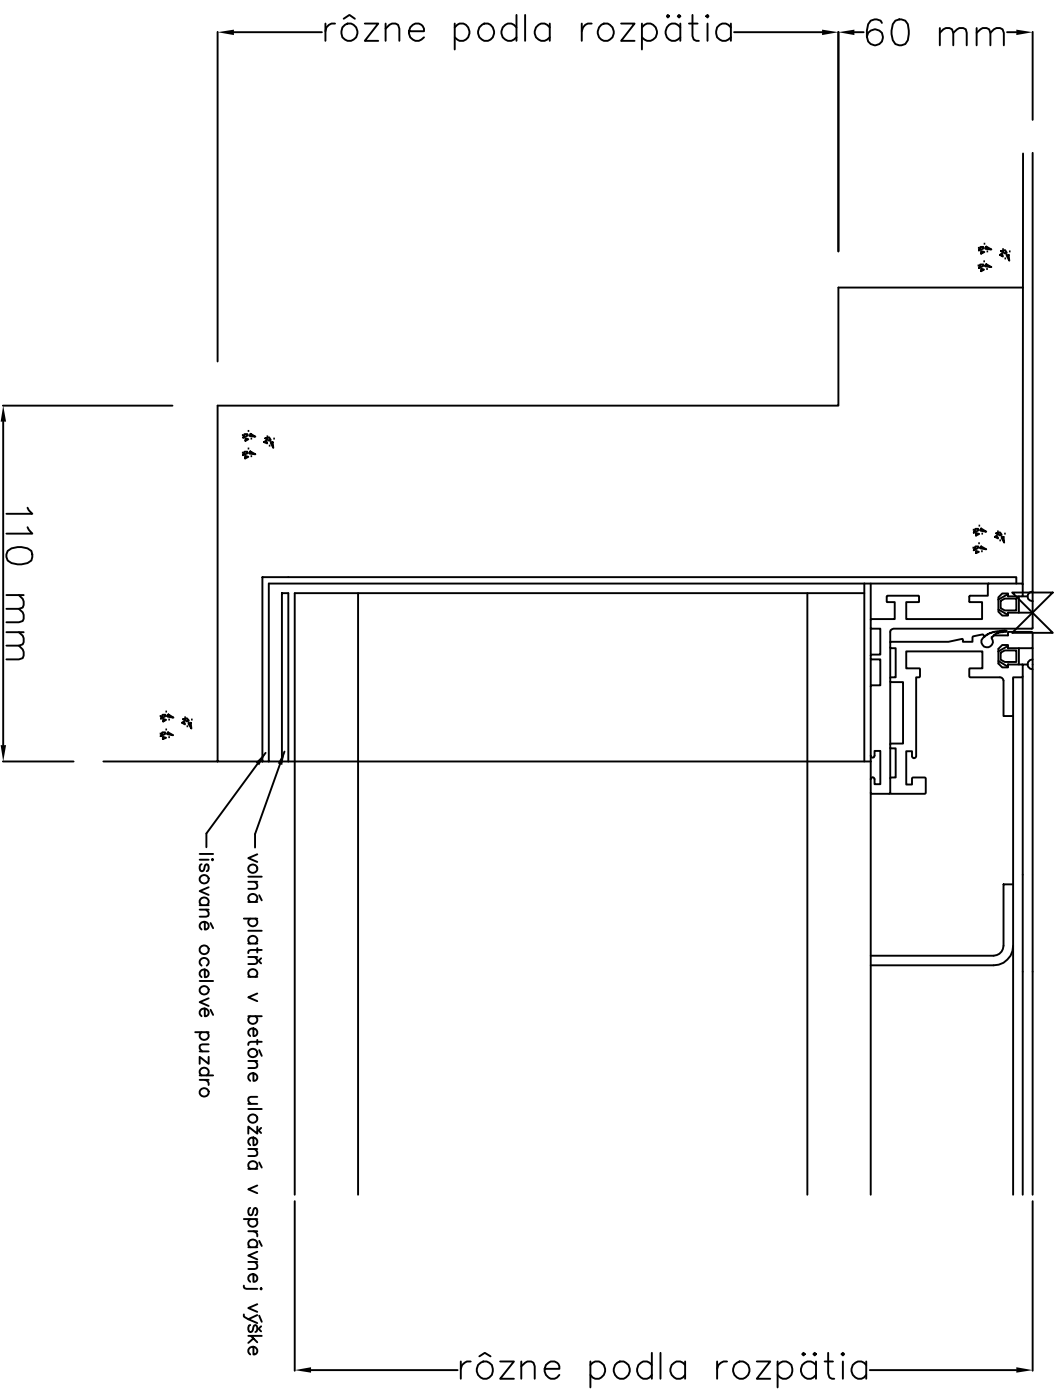 rôzne podla rozpätia
60 mm
110 mm
volná platňa v betóne uložená v správnej výške
lisované ocelové puzdro
rôzne podla rozpätia